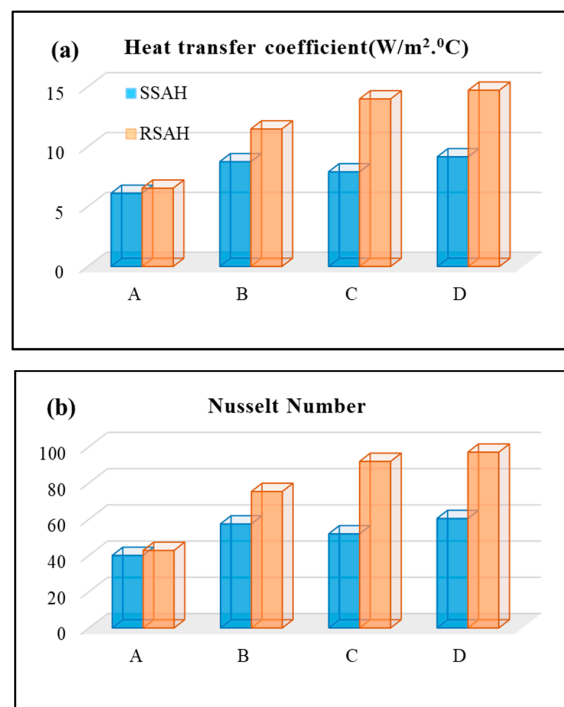 (a) Heat transfer coefficient(W/m².⁰C)
15
SSAH
10
RSAH
5
0
A B C D
(b) Nusselt Number
100
80
60
40
20
0
A B C D